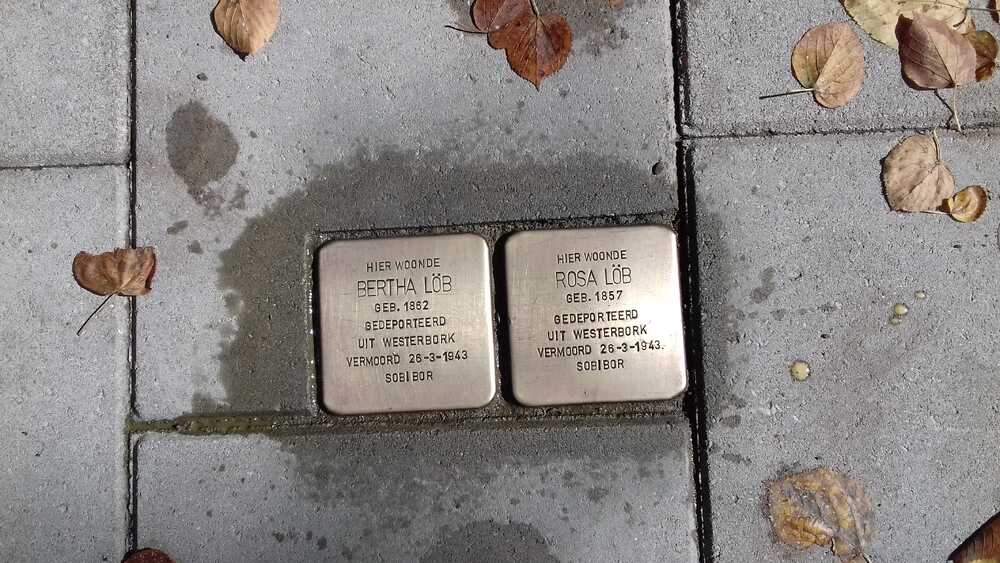 HIER WOONDE
BERTHA LÖB
GEB. 1862
GEDEPORTEERD
UIT WESTERBORK
VERMOORD 26-3-1943
SOBIBOR
HIER WOONDE
ROSA LÖB
GEB. 1857
GEDEPORTEERD
UIT WESTERBORK
VERMOORD 26-3-1943.
SOBIBOR